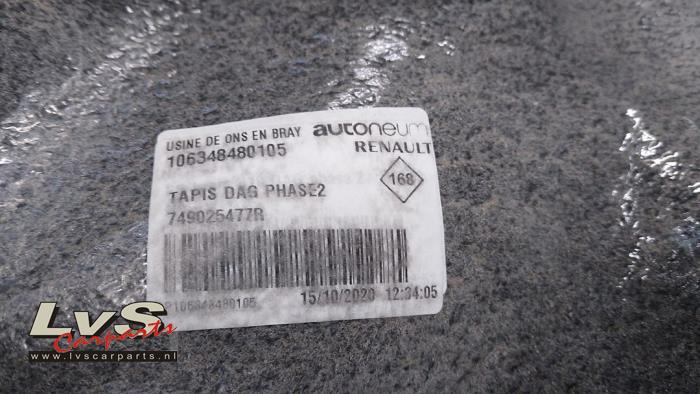 USINE DE ONS EN BRAY autoneum
106348480105 RENAULT
TAPIS DAG PHASE2 168
749025477R
P106348480105 15/10/2020 12:34:05
LvS
Carparts
www.lvscarparts.nl